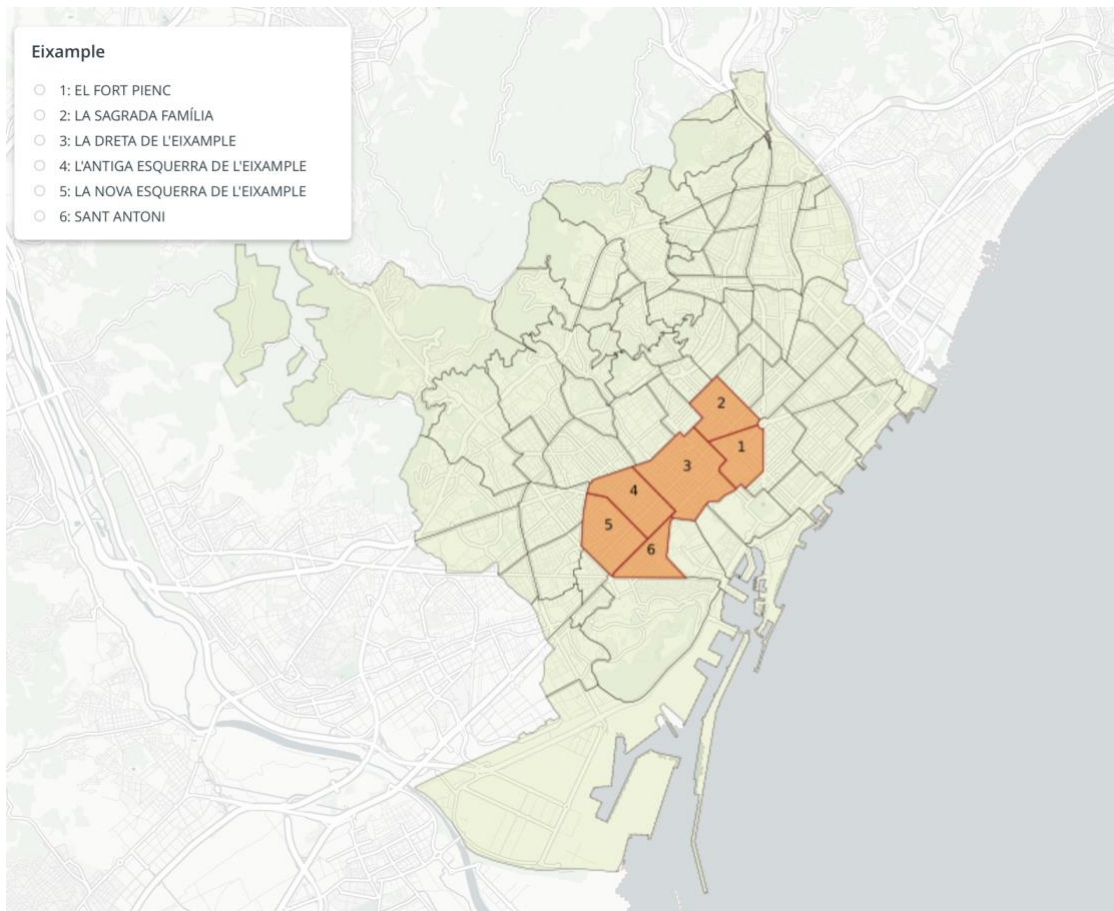 Eixample
1: EL FORT PIENC
2: LA SAGRADA FAMÍLIA
3: LA DRETA DE L'EIXAMPLE
4: L'ANTIGA ESQUERRA DE L'EIXAMPLE
5: LA NOVA ESQUERRA DE L'EIXAMPLE
6: SANT ANTONI
2
1
3
4
5
6